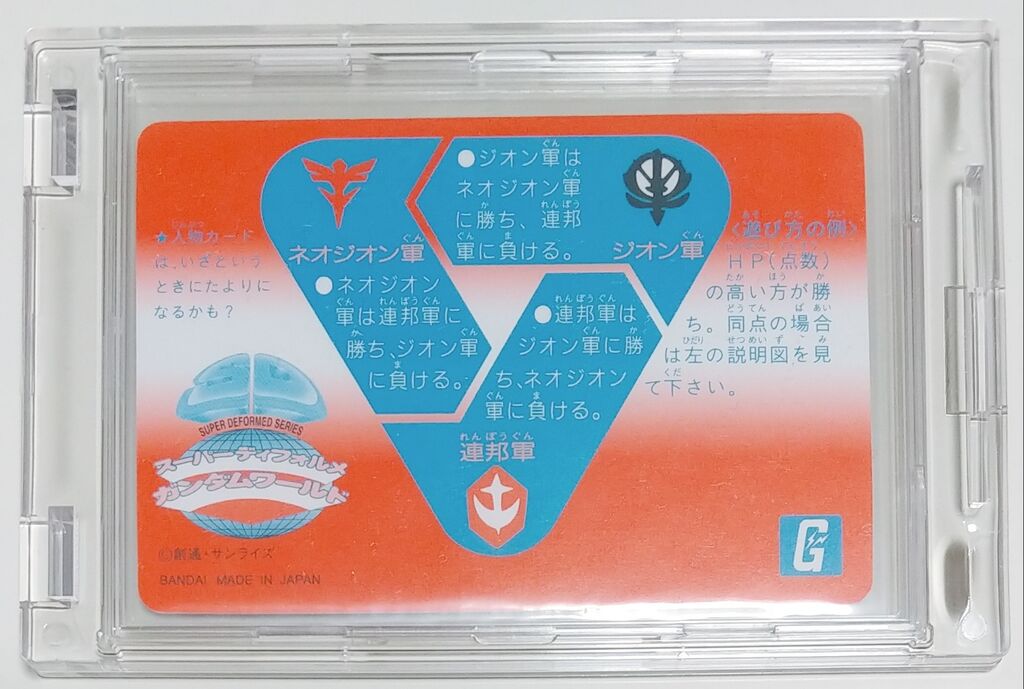 ★人物カード
は、いざという
ときにたよりに
なるかも？
ネオジオン軍
●ジオン軍は
ネオジオン軍
に勝ち、連邦
軍に負ける。
ジオン軍
●ネオジオン
軍は連邦軍に
勝ち、ジオン軍
に負ける。
●連邦軍は
ジオン軍に勝
ち、ネオジオン
軍に負ける。
連邦軍
〈遊び方の例〉
HP(点数)
の高い方が勝
ち。同点の場合
は左の説明図を見
て下さい。
SUPER DEFORMED SERIES
スーパーディフォルメ
ガンダムワールド
©創通・サンライズ
BANDAI MADE IN JAPAN
G